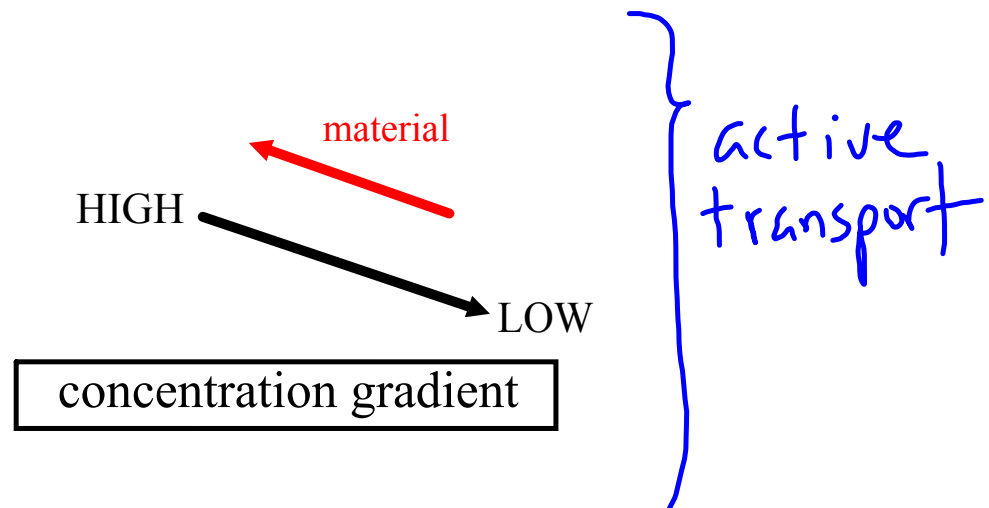 material
HIGH
LOW
concentration gradient
active
transport